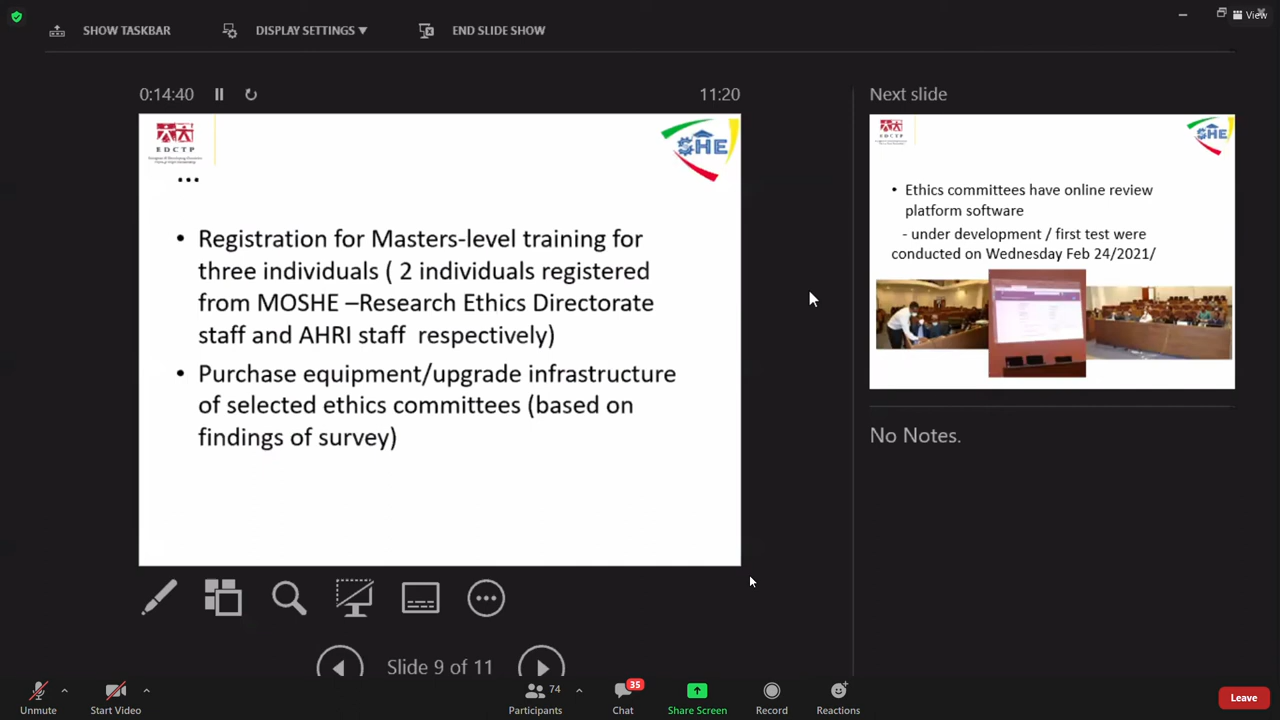 View
SHOW TASKBAR
DISPLAY SETTINGS
END SLIDE SHOW
0:14:40
11:20
EDCTP
SHE
...
• Registration for Masters-level training for
three individuals ( 2 individuals registered
from MOSHE –Research Ethics Directorate
staff and AHRI staff respectively)
• Purchase equipment/upgrade infrastructure
of selected ethics committees (based on
findings of survey)
Next slide
EDCTP
SHE
• Ethics committees have online review
platform software
- under development / first test were
conducted on Wednesday Feb 24/2021/
No Notes.
Slide 9 of 11
Unmute
Start Video
74
Participants
35
Chat
Share Screen
Record
Reactions
Leave